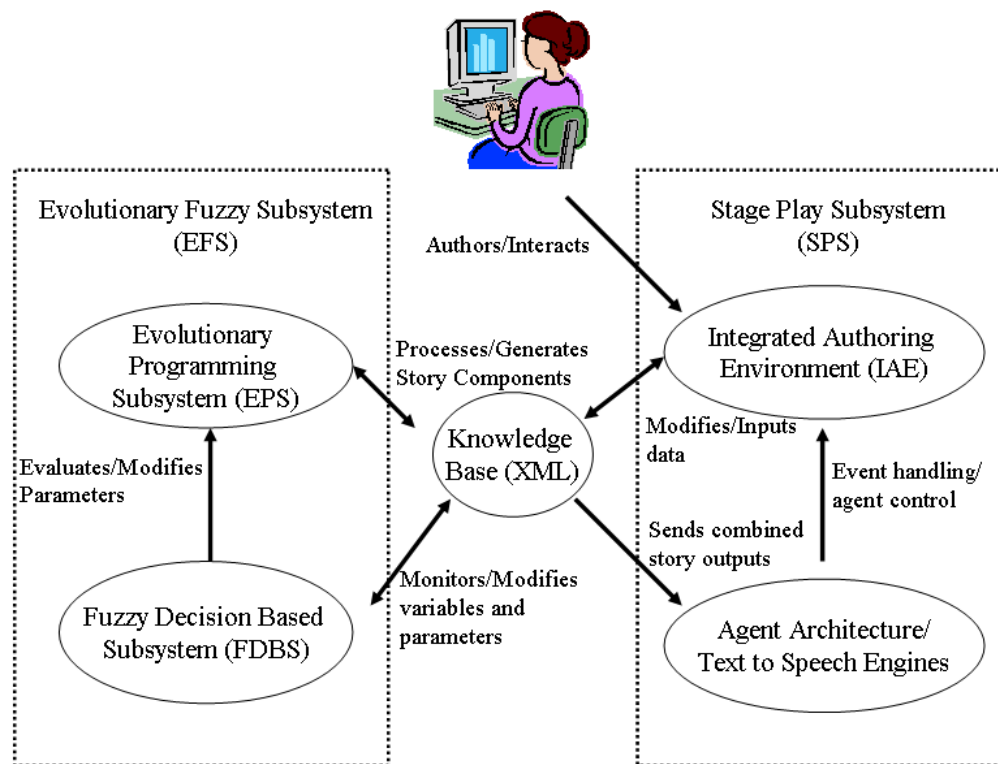 Evolutionary Fuzzy Subsystem
(EFS)
Stage Play Subsystem
(SPS)
Authors/Interacts
Evolutionary
Programming
Subsystem (EPS)
Processes/Generates
Story Components
Integrated Authoring
Environment (IAE)
Knowledge
Base (XML)
Modifies/Inputs
data
Evaluates/Modifies
Parameters
Event handling/
agent control
Sends combined
story outputs
Monitors/Modifies
variables and
parameters
Fuzzy Decision Based
Subsystem (FDBS)
Agent Architecture/
Text to Speech Engines